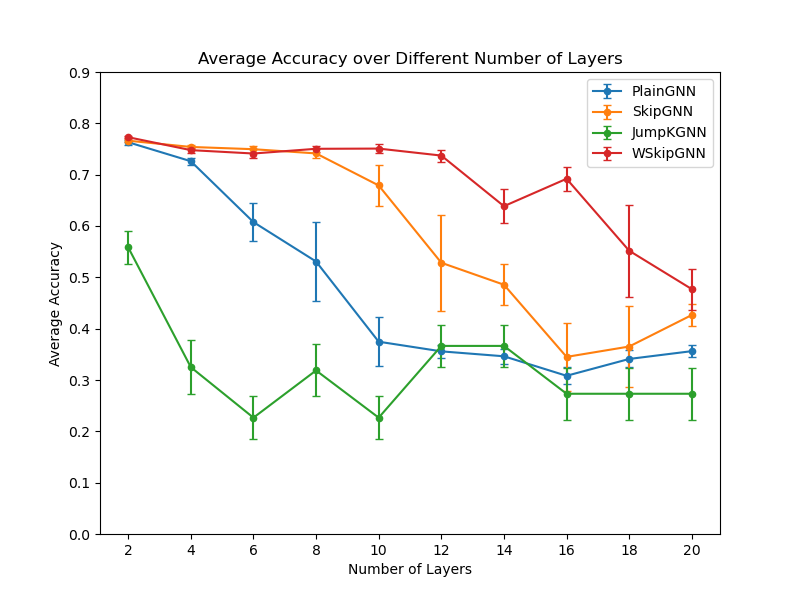 Average Accuracy over Different Number of Layers
0.9
0.8
0.7
0.6
0.5
0.4
0.3
0.2
0.1
0.0
Average Accuracy
PlainGNN
SkipGNN
JumpKGNN
WSkipGNN
2 4 6 8 10 12 14 16 18 20
Number of Layers